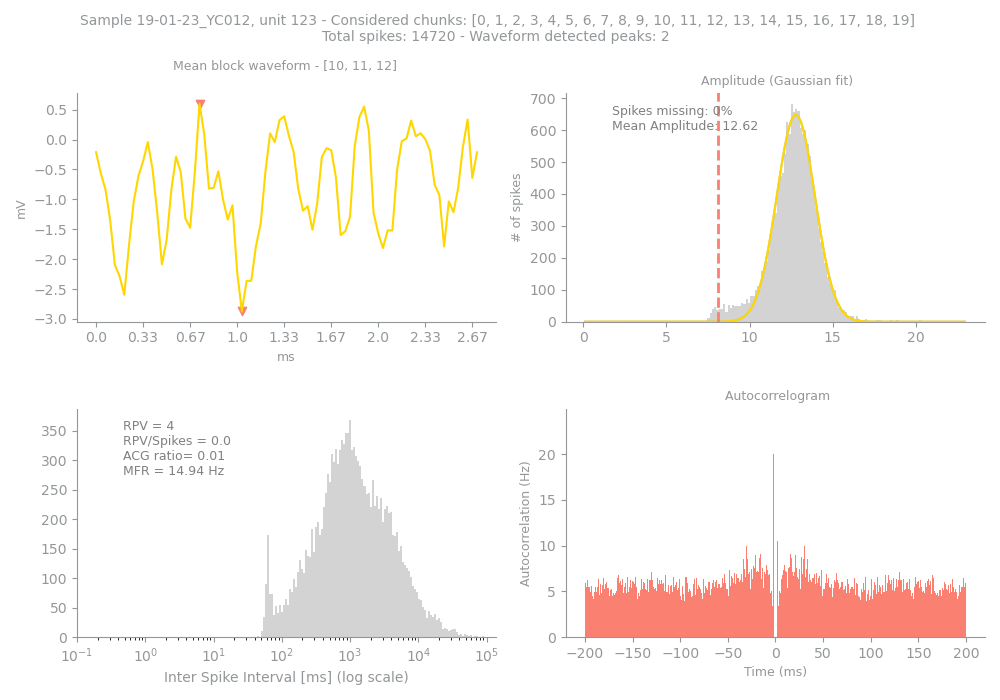 Sample 19-01-23_YC012, unit 123 - Considered chunks: [0, 1, 2, 3, 4, 5, 6, 7, 8, 9, 10, 11, 12, 13, 14, 15, 16, 17, 18, 19]
Total spikes: 14720 - Waveform detected peaks: 2
Mean block waveform - [10, 11, 12]
0.5
0.0
−0.5
−1.0
−1.5
−2.0
−2.5
−3.0
mV
0.0 0.33 0.67 1.0 1.33 1.67 2.0 2.33 2.67
ms
Amplitude (Gaussian fit)
Spikes missing: 0%
Mean Amplitude: 12.62
700
600
500
400
300
200
100
0
# of spikes
0 5 10 15 20
RPV = 4
RPV/Spikes = 0.0
ACG ratio= 0.01
MFR = 14.94 Hz
350
300
250
200
150
100
50
0
10⁻¹ 10⁰ 10¹ 10² 10³ 10⁴ 10⁵
Inter Spike Interval [ms] (log scale)
Autocorrelogram
20
15
10
5
0
Autocorrelation (Hz)
−200 −150 −100 −50 0 50 100 150 200
Time (ms)